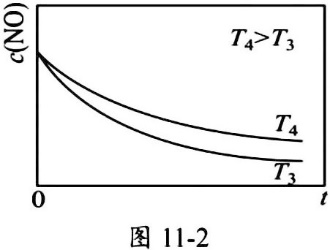 c(NO)
T₄>T₃
T₄
T₃
0
t
图 11-2